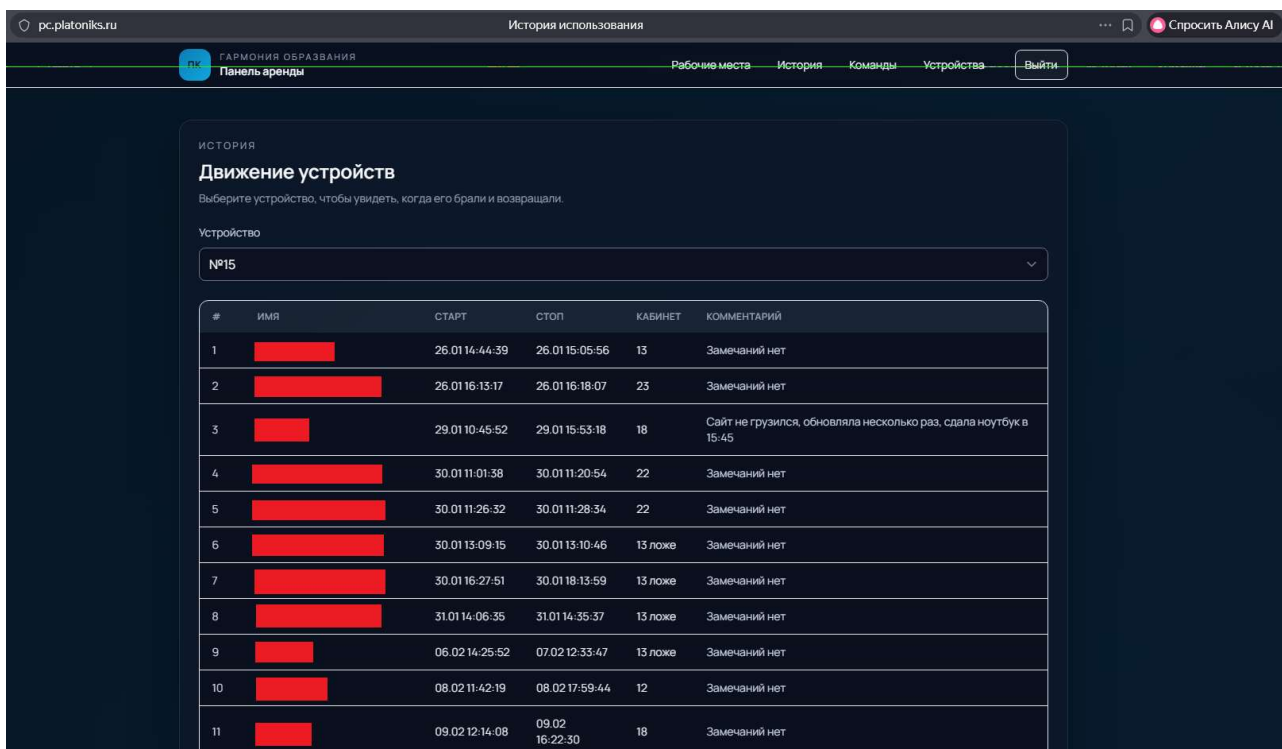 pc.platoniks.ru История использования ... Спросить Алису AI
ПК ГАРМОНИЯ ОБРАЗВАНИЯ
Панель аренды Рабочие места История Команды Устройства Выйти
ИСТОРИЯ
Движение устройств
Выберите устройство, чтобы увидеть, когда его брали и возвращали.
Устройство
№15
# ИМЯ СТАРТ СТОП КАБИНЕТ КОММЕНТАРИЙ
1 26.01 14:44:39 26.01 15:05:56 13 Замечаний нет
2 26.01 16:13:17 26.01 16:18:07 23 Замечаний нет
3 29.01 10:45:52 29.01 15:53:18 18 Сайт не грузился, обновляла несколько раз, сдала ноутбук в
15:45
4 30.01 11:01:38 30.01 11:20:54 22 Замечаний нет
5 30.01 11:26:32 30.01 11:28:34 22 Замечаний нет
6 30.01 13:09:15 30.01 13:10:46 13 ложе Замечаний нет
7 30.01 16:27:51 30.01 18:13:59 13 ложе Замечаний нет
8 31.01 14:06:35 31.01 14:35:37 13 ложе Замечаний нет
9 06.02 14:25:52 07.02 12:33:47 13 ложе Замечаний нет
10 08.02 11:42:19 08.02 17:59:44 12 Замечаний нет
11 09.02 12:14:08 09.02
16:22:30 18 Замечаний нет